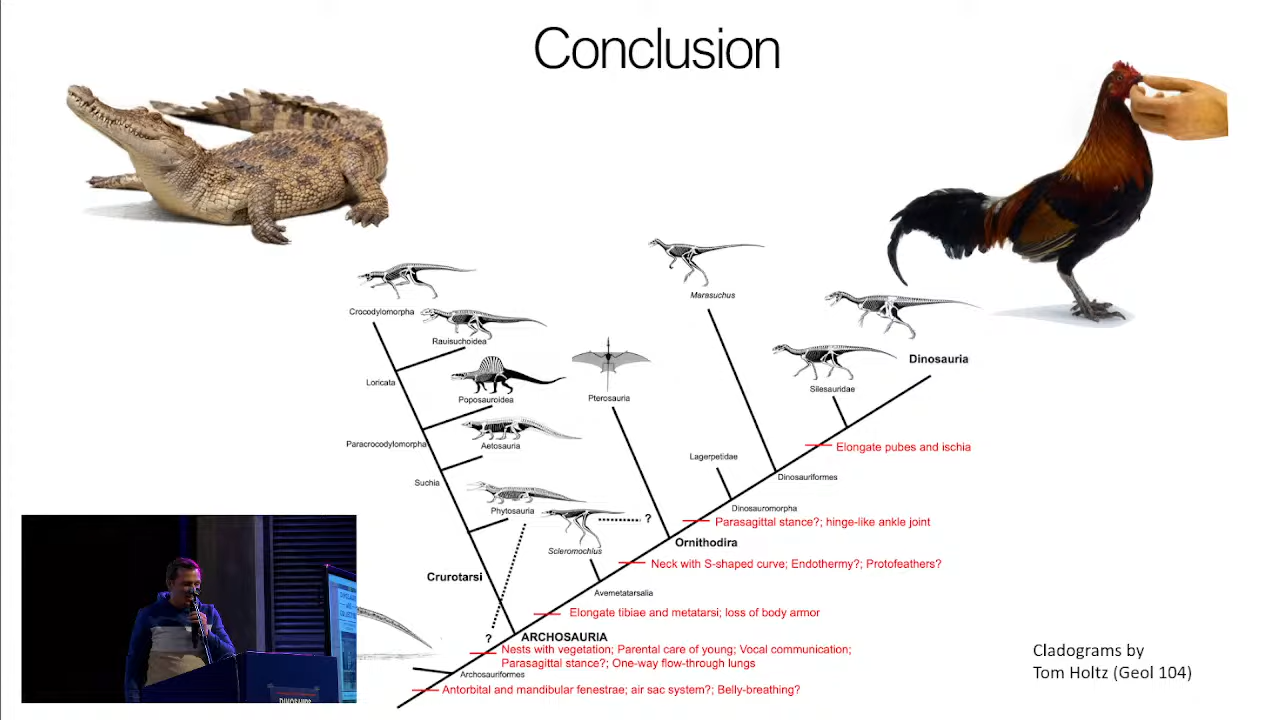 Conclusion
Crocodylomorpha
Rauisuchoidea
Loricata
Poposauroidea
Paracrocodylomorpha
Aetosauria
Suchia
Phytosauria
Scleromochlus
?
Crurotarsi
?
Pterosauria
Marasuchus
Lagerpetidae
Silesauridae
Dinosauria
Elongate pubes and ischia
Dinosauriformes
Dinosauromorpha
Parasagittal stance?; hinge-like ankle joint
Ornithodira
Neck with S-shaped curve; Endothermy?; Protofeathers?
Avemetatarsalia
Elongate tibiae and metatarsi; loss of body armor
ARCHOSAURIA
Nests with vegetation; Parental care of young; Vocal communication;
Parasagittal stance?; One-way flow-through lungs
Archosauriformes
Antorbital and mandibular fenestrae; air sac system?; Belly-breathing?
Cladograms by
Tom Holtz (Geol 104)